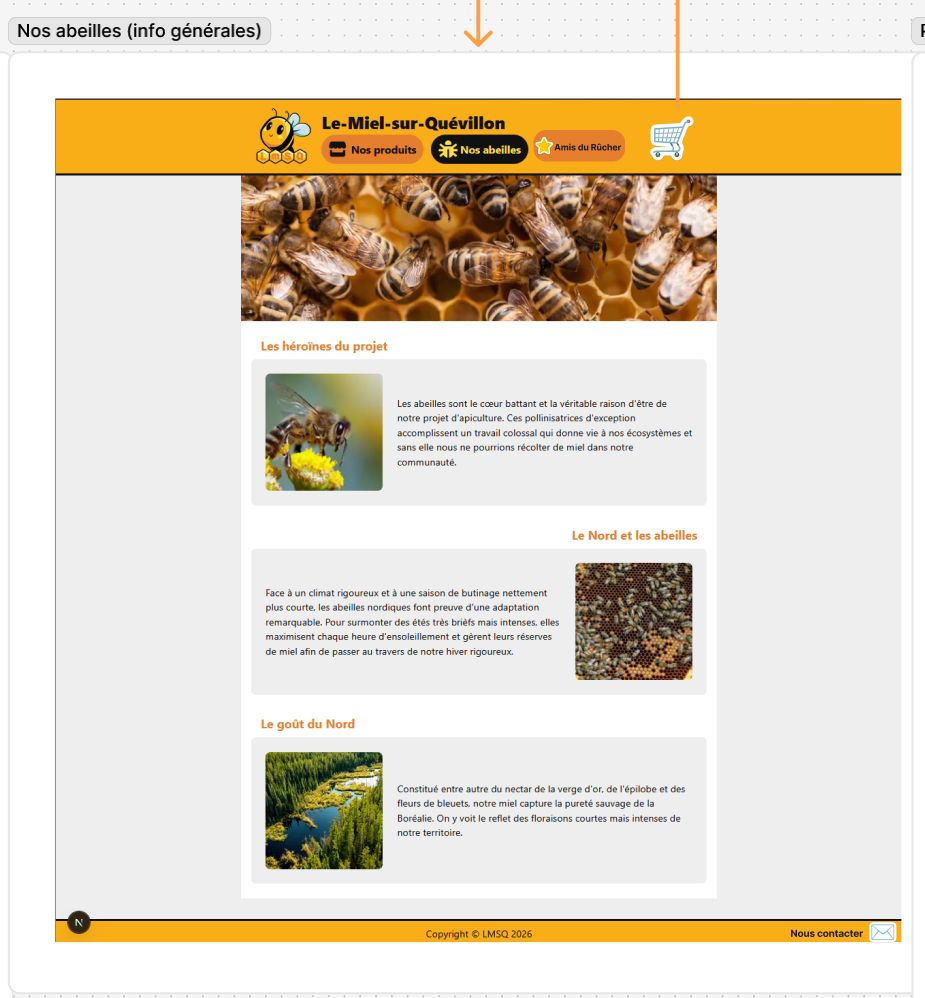 Nos abeilles (info générales)
Le-Miel-sur-Quévillon
LMSQ
Nos produits
Nos abeilles
Amis du Rûcher
Les héroïnes du projet
Les abeilles sont le cœur battant et la véritable raison d'être de
notre projet d'apiculture. Ces pollinisatrices d'exception
accomplissent un travail colossal qui donne vie à nos écosystèmes et
sans elle nous ne pourrions récolter de miel dans notre
communauté.
Le Nord et les abeilles
Face à un climat rigoureux et à une saison de butinage nettement
plus courte, les abeilles nordiques font preuve d'une adaptation
remarquable. Pour surmonter des étés très brièfs mais intenses, elles
maximisent chaque heure d'ensoleillement et gèrent leurs réserves
de miel afin de passer au travers de notre hiver rigoureux.
Le goût du Nord
Constitué entre autre du nectar de la verge d'or, de l'épilobe et des
fleurs de bleuets, notre miel capture la pureté sauvage de la
Boréalie. On y voit le reflet des floraisons courtes mais intenses de
notre territoire.
N
Copyright © LMSQ 2026
Nous contacter